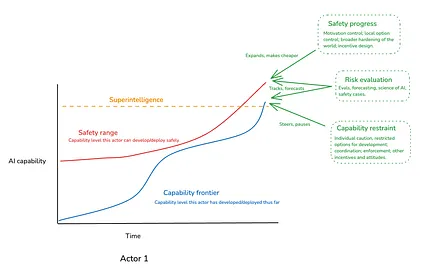 Safety progress
Motivation control, local option
control, broader hardening of the
world, incentive design.
Expands, makes cheaper
Risk evaluation
Evals, forecasting, science of AI,
safety cases.
Tracks, forecasts
Superintelligence
Safety range
Capability level this actor can develop/deploy safely
Steers, pauses
Capability restraint
Individual caution, restricted
options for development,
coordination, enforcement, other
incentives and attitudes.
AI capability
Capability frontier
Capability level this actor has developed/deployed thus far
Time
Actor 1